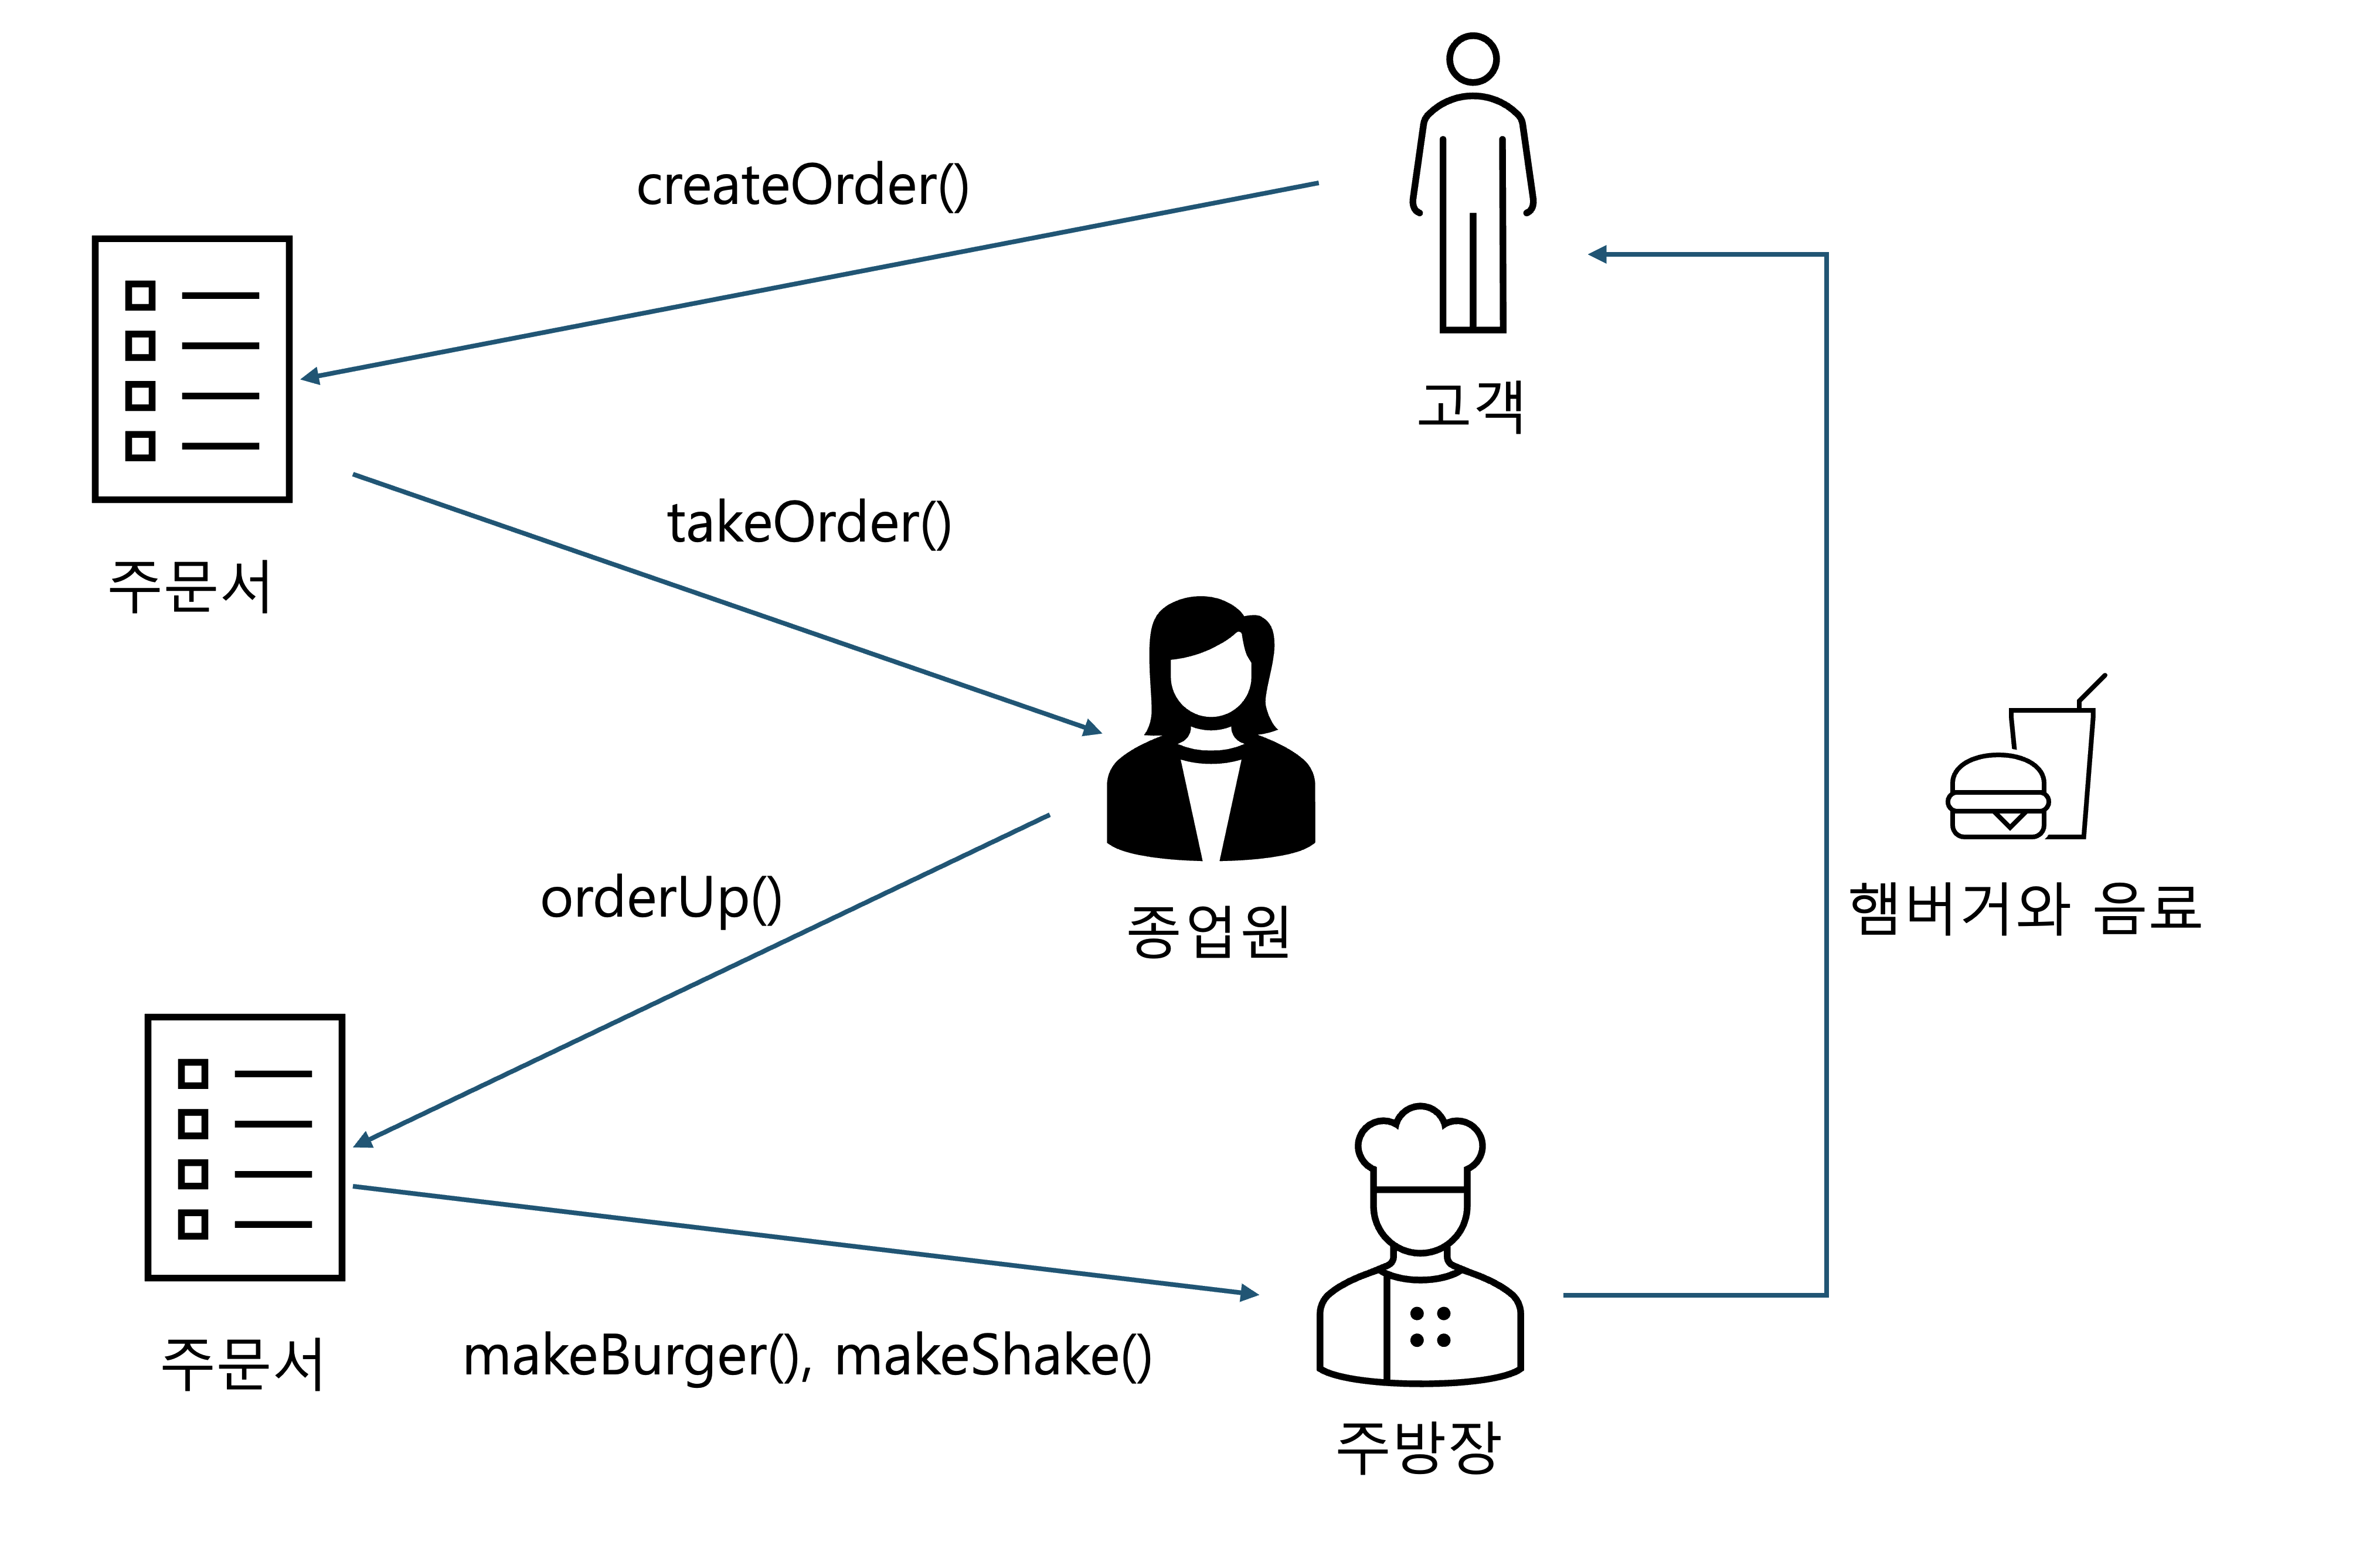 createOrder()
고객
takeOrder()
주문서
종업원
orderUp()
햄버거와 음료
주문서
makeBurger(), makeShake()
주방장